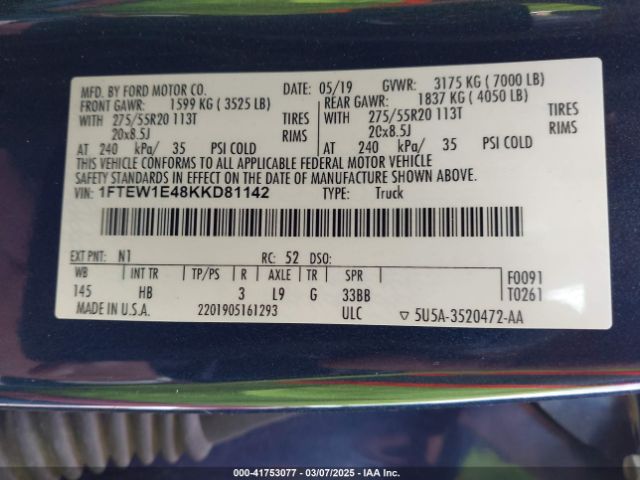 MFD. BY FORD MOTOR CO. DATE: 05/19 GVWR: 3175 KG ( 7000 LB)
FRONT GAWR: 1599 KG ( 3525 LB) REAR GAWR: 1837 KG ( 4050 LB)
WITH 275/55R20 113T TIRES WITH 275/55R20 113T TIRES
20x8.5J RIMS 20x8.5J RIMS
AT 240 kPa/ 35 PSI COLD AT 240 kPa/ 35 PSI COLD
THIS VEHICLE CONFORMS TO ALL APPLICABLE FEDERAL MOTOR VEHICLE
SAFETY STANDARDS IN EFFECT ON THE DATE OF MANUFACTURE SHOWN ABOVE.
VIN: 1FTEW1E48KKD81142 TYPE: Truck
EXT PNT: N1 RC: 52 DSO:
WB INT TR TP/PS R AXLE TR SPR F0091
145 HB 3 L9 G 33BB T0261
MADE IN U.S.A. 2201905161293 ULC ▽ 5U5A-3520472-AA
000-41753077 - 03/07/2025 - IAA Inc.